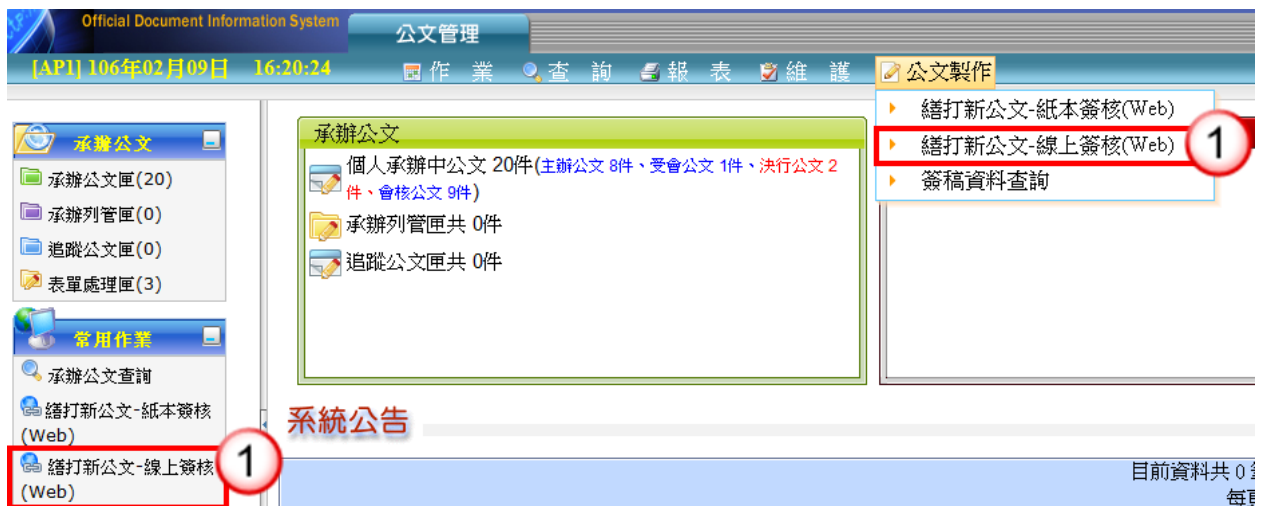 Official Document Information System
公文管理
[AP1] 106年02月09日 16:20:24
作 業 查 詢 報 表 維 護 公文製作
繕打新公文-紙本簽核(Web)
繕打新公文-線上簽核(Web)
1
簽稿資料查詢
承辦公文
承辦公文匣(20)
承辦列管匣(0)
追蹤公文匣(0)
表單處理匣(3)
常用作業
承辦公文查詢
繕打新公文-紙本簽核
(Web)
繕打新公文-線上簽核
(Web)
1
承辦公文
個人承辦中公文 20件(主辦公文 8件、受會公文 1件、決行公文 2
件、會核公文 9件)
承辦列管匣共 0件
追蹤公文匣共 0件
系統公告
目前資料共 0
每